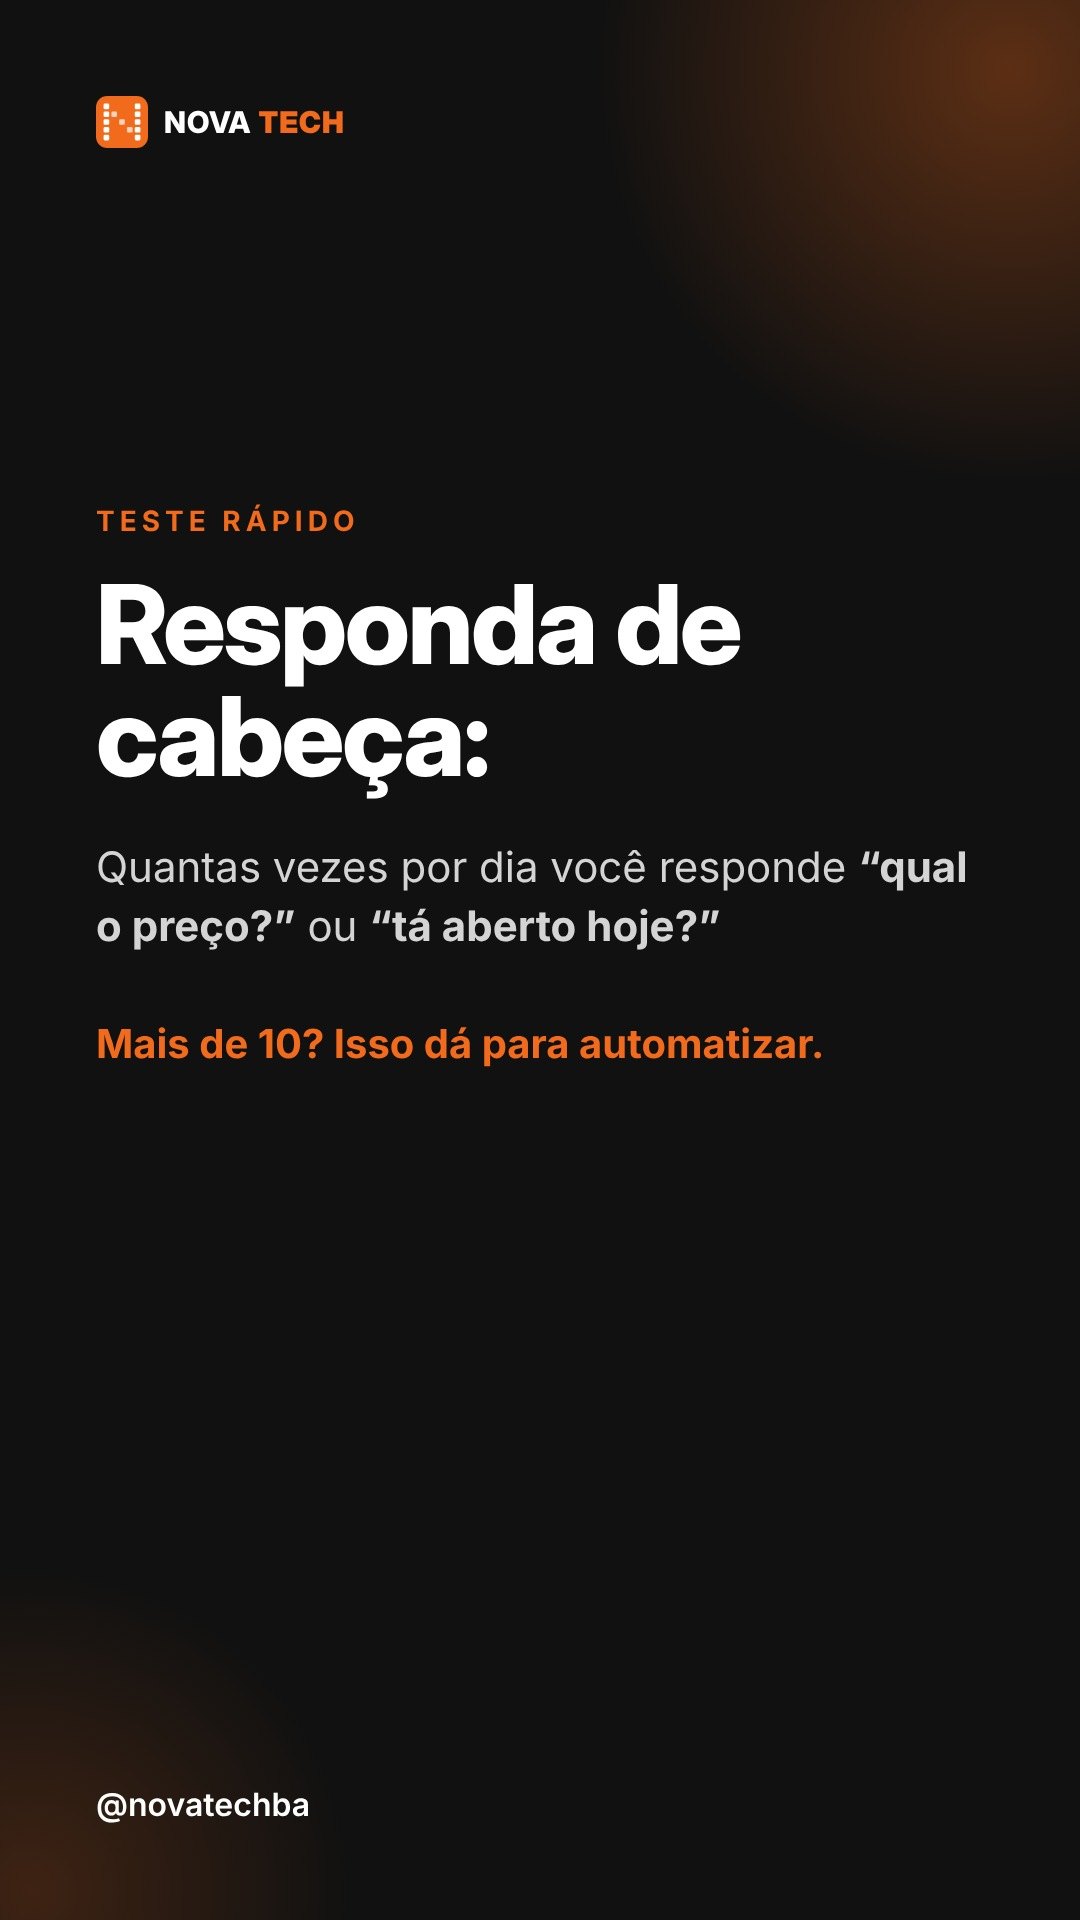 NOVA TECH
TESTE RÁPIDO
Responda de
cabeça:
Quantas vezes por dia você responde “qual
o preço?” ou “tá aberto hoje?”
Mais de 10? Isso dá para automatizar.
@novatechba